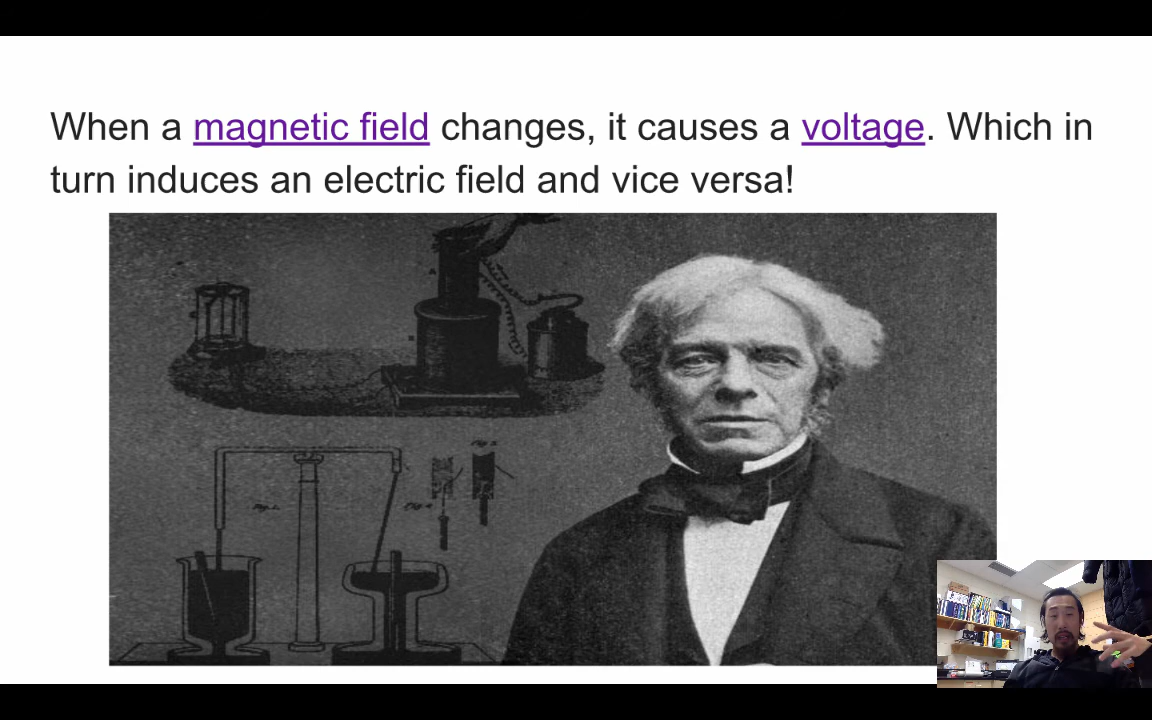 When a magnetic field changes, it causes a voltage. Which in
turn induces an electric field and vice versa!